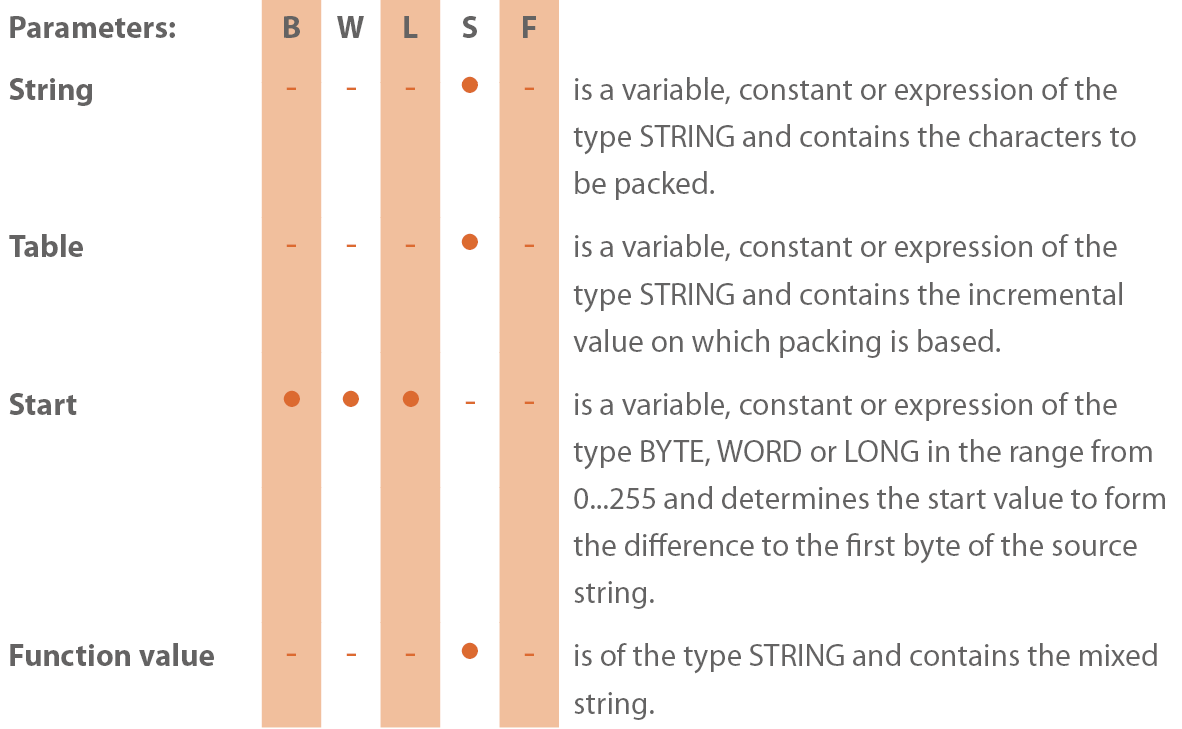 Parameters: B W L S F
String - - - ● - is a variable, constant or expression of the
type STRING and contains the characters to
be packed.
Table - - - ● - is a variable, constant or expression of the
type STRING and contains the incremental
value on which packing is based.
Start ● ● ● - - is a variable, constant or expression of the
type BYTE, WORD or LONG in the range from
0...255 and determines the start value to form
the difference to the first byte of the source
string.
Function value - - - ● - is of the type STRING and contains the mixed
string.